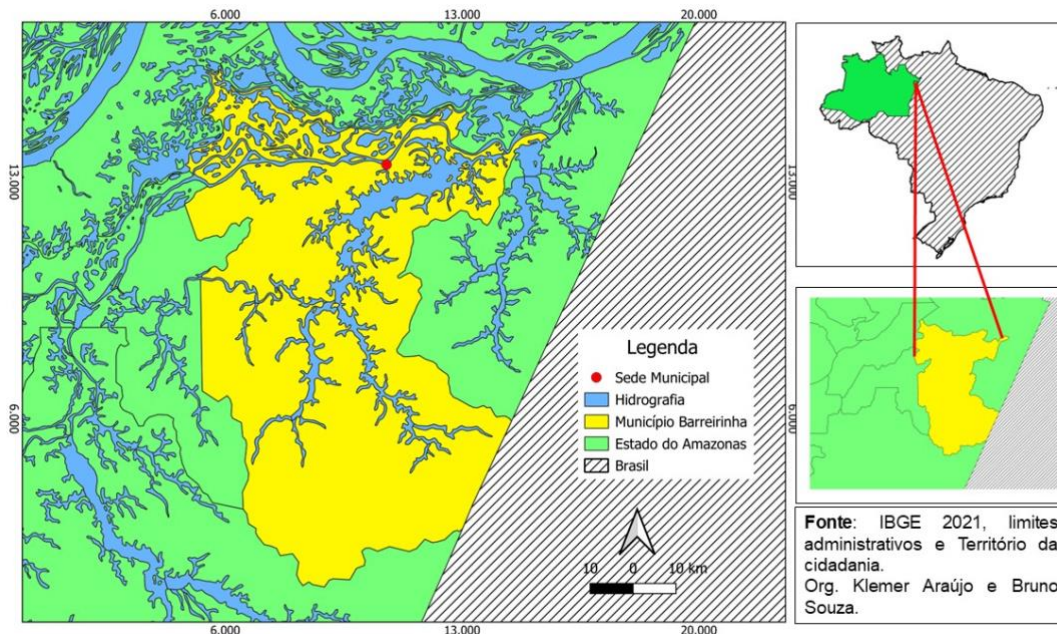 6.000 13.000 20.000
13.000 13.000
6.000 6.000
Legenda
Sede Municipal
Hidrografia
Município Barreirinha
Estado do Amazonas
Brasil
10 0 10 km
6.000 13.000 20.000
Fonte: IBGE 2021, limites
administrativos e Território da
cidadania.
Org. Klemer Araújo e Bruno
Souza.